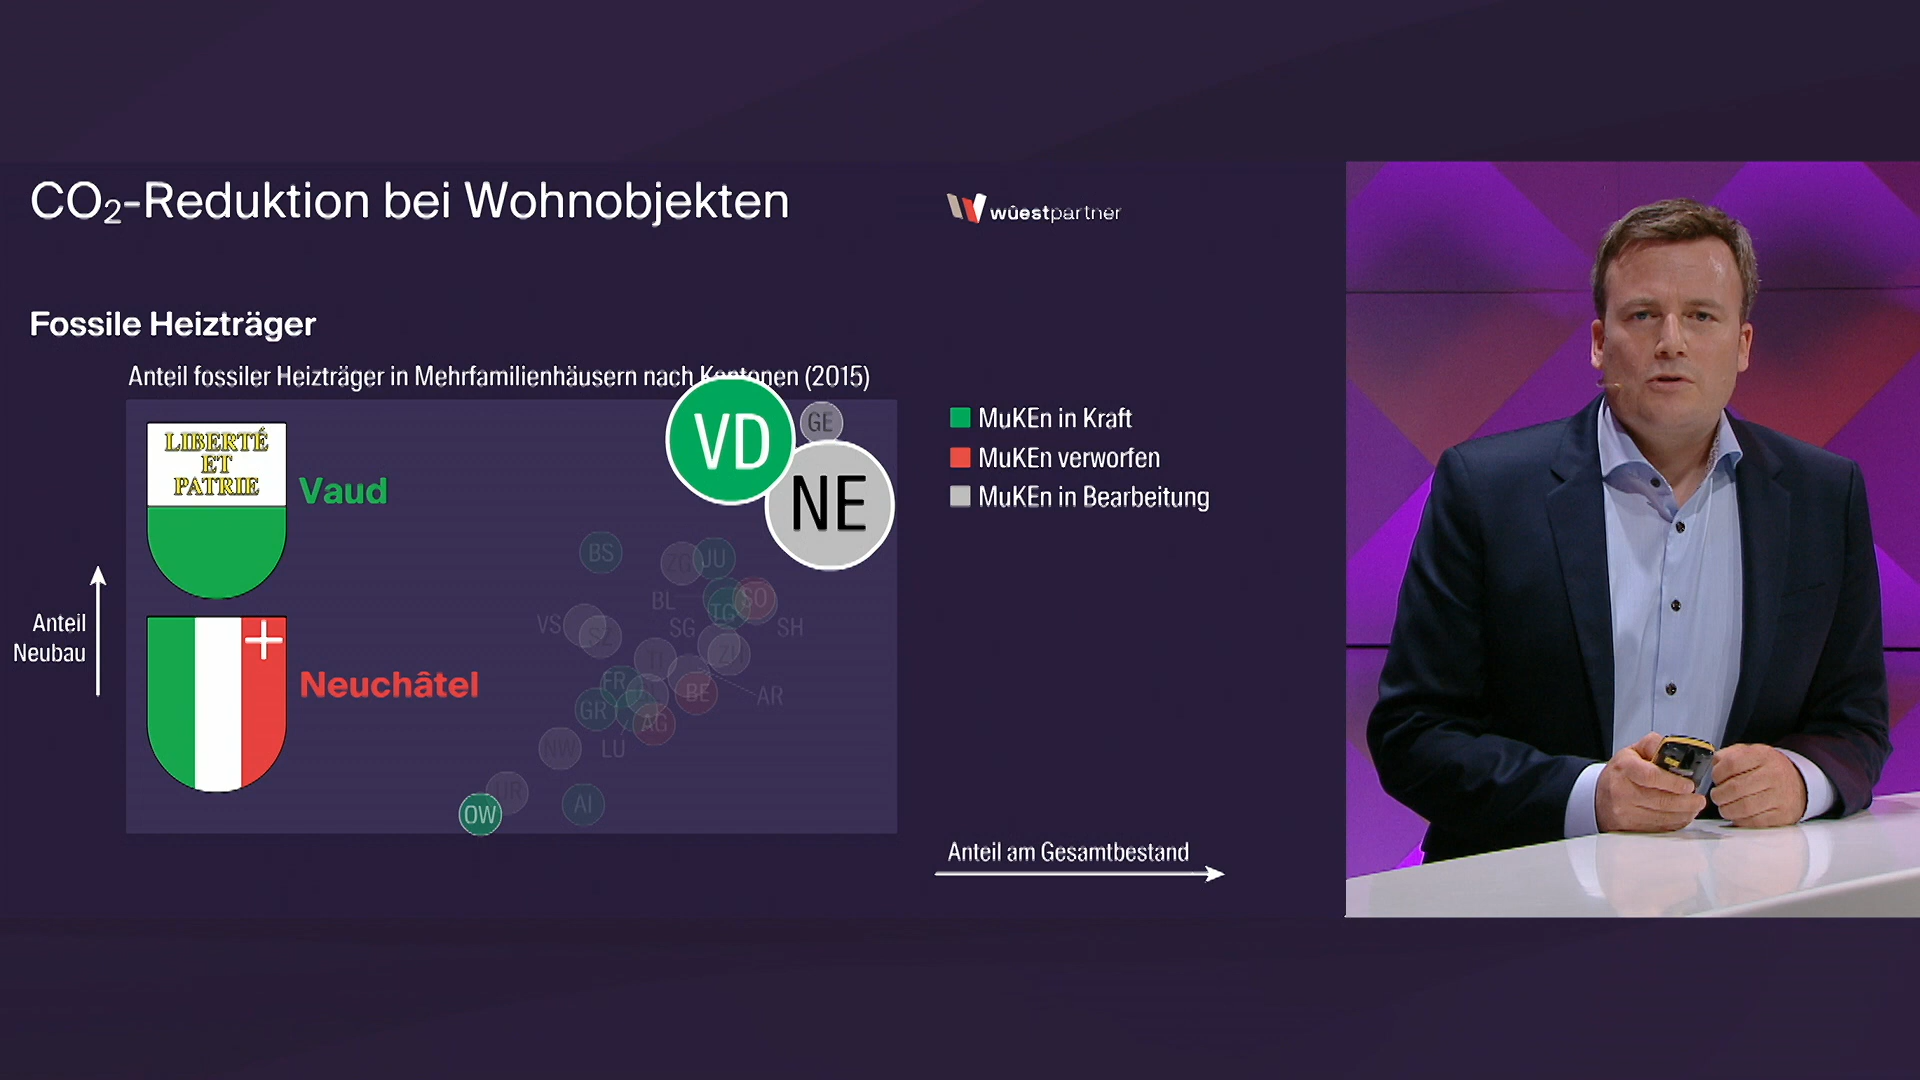 CO₂-Reduktion bei Wohnobjekten
wüestpartner
Fossile Heizträger
Anteil fossiler Heizträger in Mehrfamilienhäusern nach Kantonen (2015)
LIBERTÉ
ET
PATRIE
Vaud
VD
GE
NE
MuKEn in Kraft
MuKEn verworfen
MuKEn in Bearbeitung
BS
ZG
JU
BL
TG
SO
VS
SZ
SG
SH
TI
ZH
Anteil
Neubau
Neuchâtel
FR
BE
AR
GR
AG
NW
LU
UR
AI
OW
Anteil am Gesamtbestand